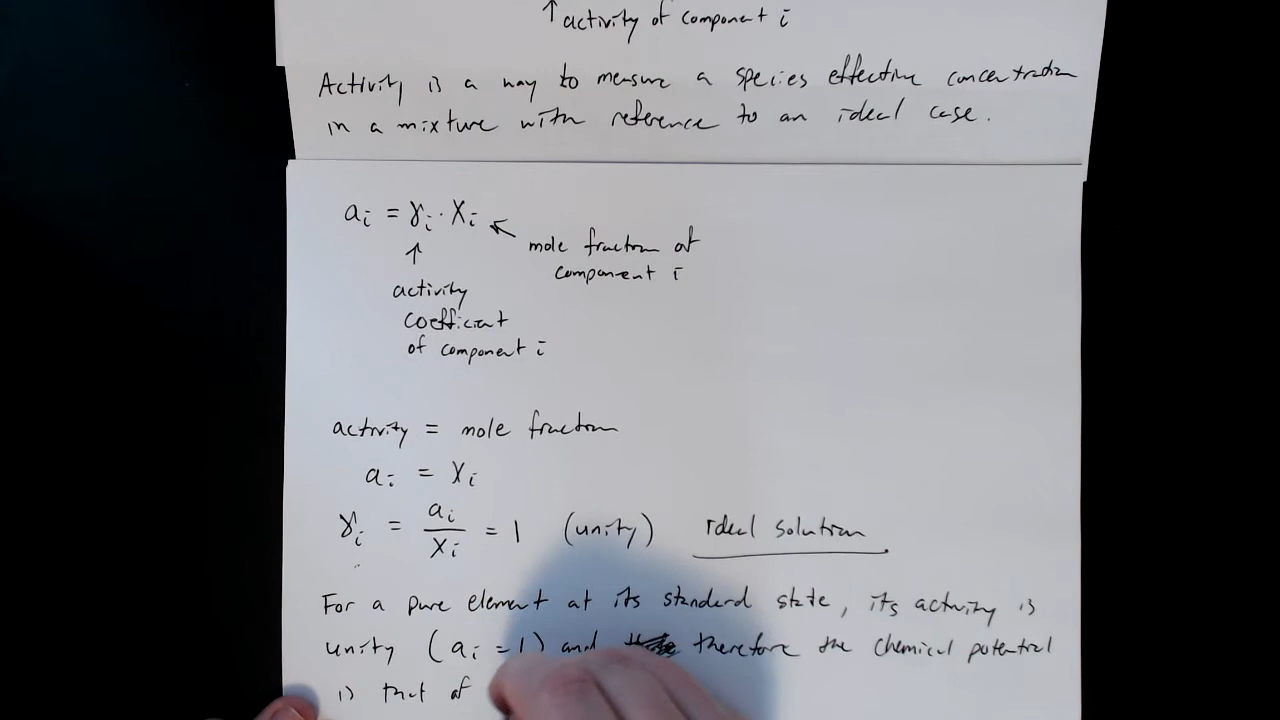 ↑ activity of component i
Activity is a way to measure a species effective concentration
in a mixture with reference to an ideal case.
aᵢ = γᵢ · Xᵢ ↖ mole fraction of
component i
↑
activity
coefficient
of component i
activity = mole fraction
aᵢ = Xᵢ
γᵢ = aᵢ / Xᵢ = 1 (unity) ideal solution
For a pure element at its standard state, its activity is
unity (aᵢ = 1) and therefore the chemical potential
is that of